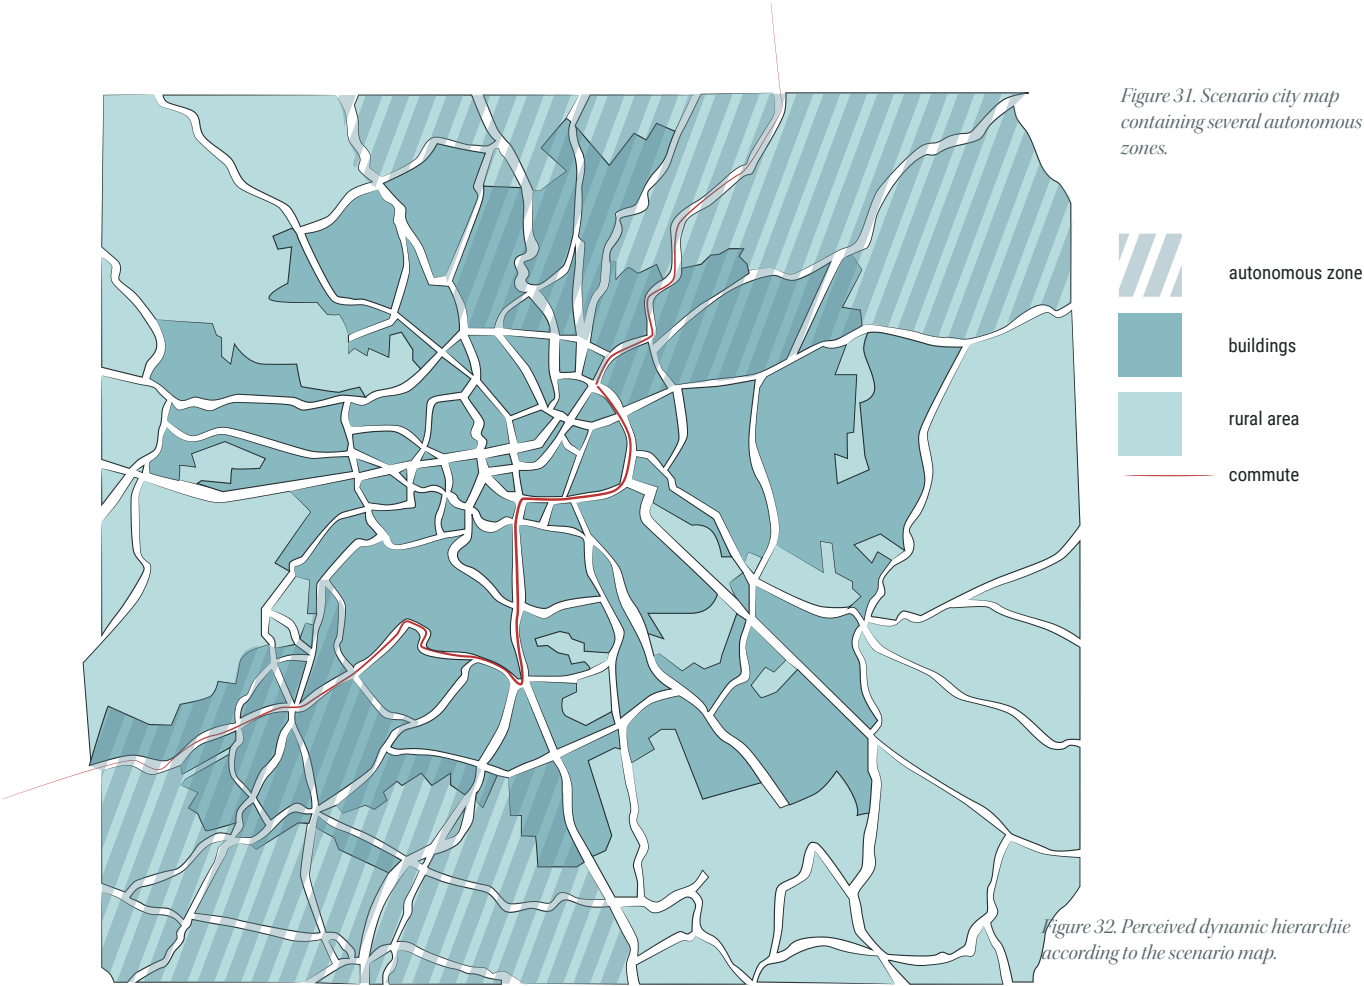 Figure 31. Scenario city map
containing several autonomous
zones.
autonomous zone
buildings
rural area
commute
Figure 32. Perceived dynamic hierarchie
according to the scenario map.